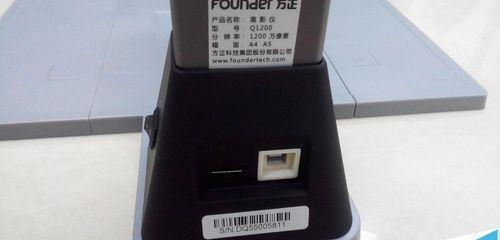 Founder 方正
产品名称：高影仪
型 号：Q1200
分 辨 率：1200 万像素
幅 面：A4 A5
方正科技集团股份有限公司
www.foundertech.com
S/N:DQ55005811